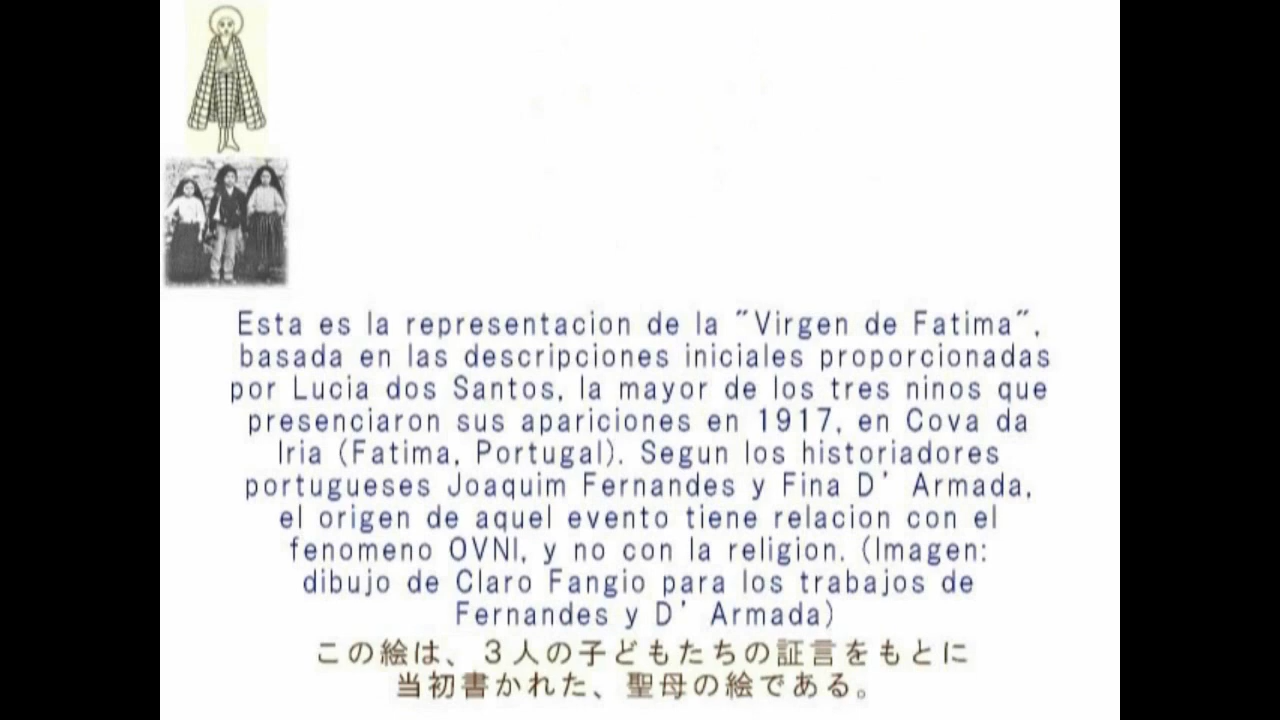 Esta es la representacion de la "Virgen de Fatima",
basada en las descripciones iniciales proporcionadas
por Lucia dos Santos, la mayor de los tres ninos que
presenciaron sus apariciones en 1917, en Cova da
Iria (Fatima, Portugal). Segun los historiadores
portugueses Joaquim Fernandes y Fina D' Armada,
el origen de aquel evento tiene relacion con el
fenomeno OVNI, y no con la religion. (Imagen:
dibujo de Claro Fangio para los trabajos de
Fernandes y D' Armada)
この絵は、３人の子どもたちの証言をもとに
当初書かれた、聖母の絵である。